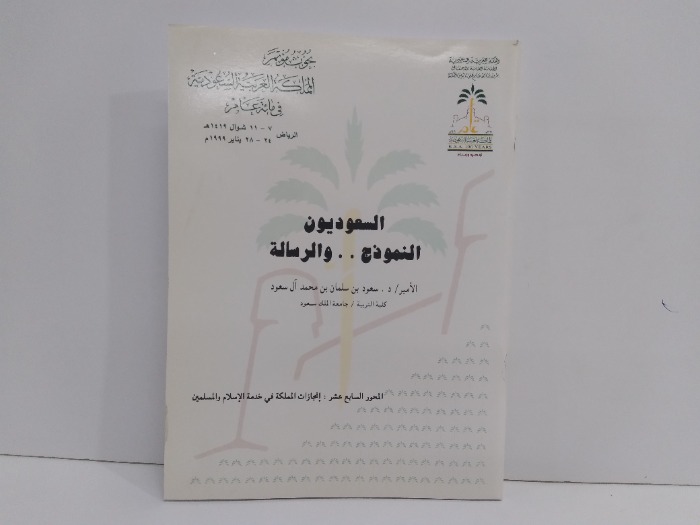 بحوث مؤتمر
المملكة العربية السعودية
في مائة عام
الرياض ٧ - ١١ شوال ١٤١٩هـ
٢٤ - ٢٨ يناير ١٩٩٩م
السعوديون
النموذج . . والرسالة
الأمير/ د . سعود بن سلمان بن محمد آل سعود
كلية التربية / جامعة الملك سعود
المحور السابع عشر : إنجازات المملكة في خدمة الإسلام والمسلمين